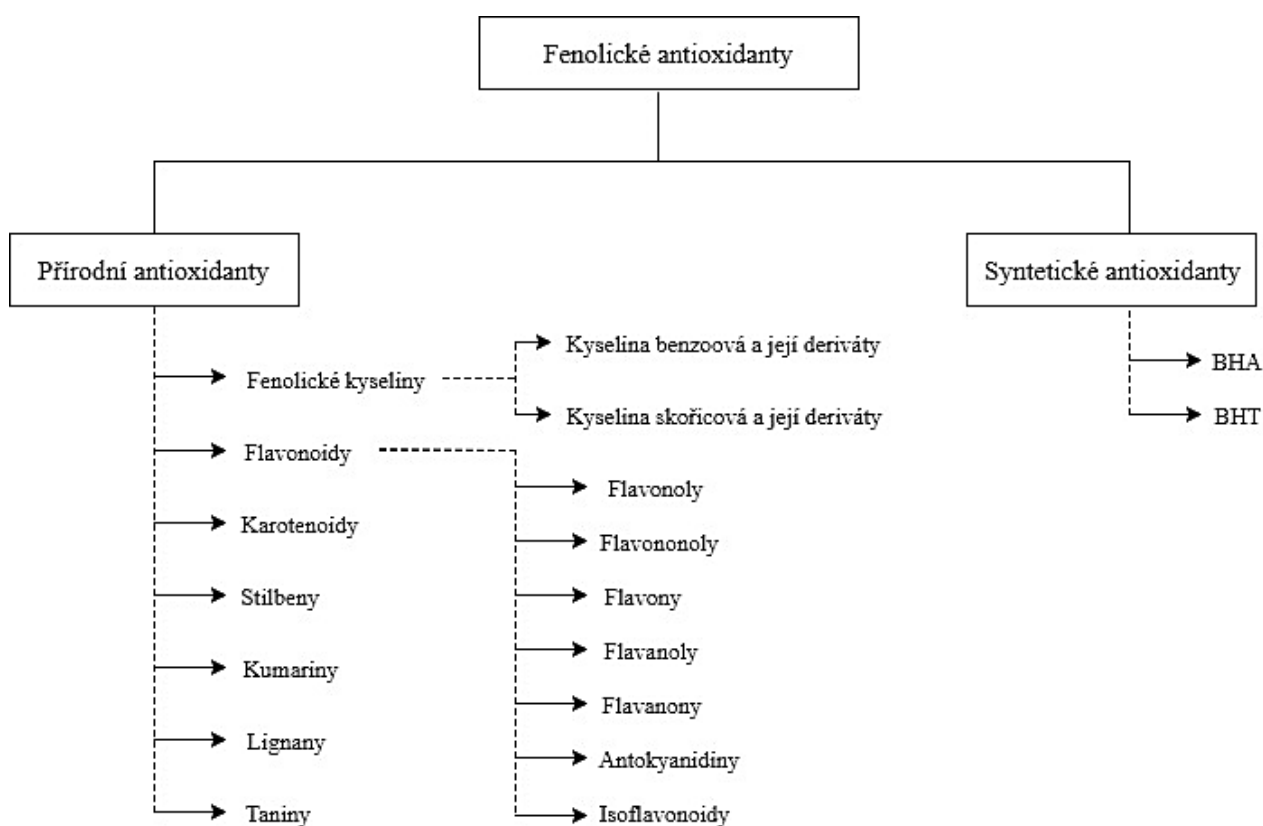 Fenolické antioxidanty
Přírodní antioxidanty
Syntetické antioxidanty
Fenolické kyseliny
Kyselina benzoová a její deriváty
Kyselina skořicová a její deriváty
Flavonoidy
Flavonoly
Flavononoly
Flavony
Flavanoly
Flavanony
Antokyanidiny
Isoflavonoidy
Karotenoidy
Stilbeny
Kumariny
Lignany
Taniny
BHA
BHT